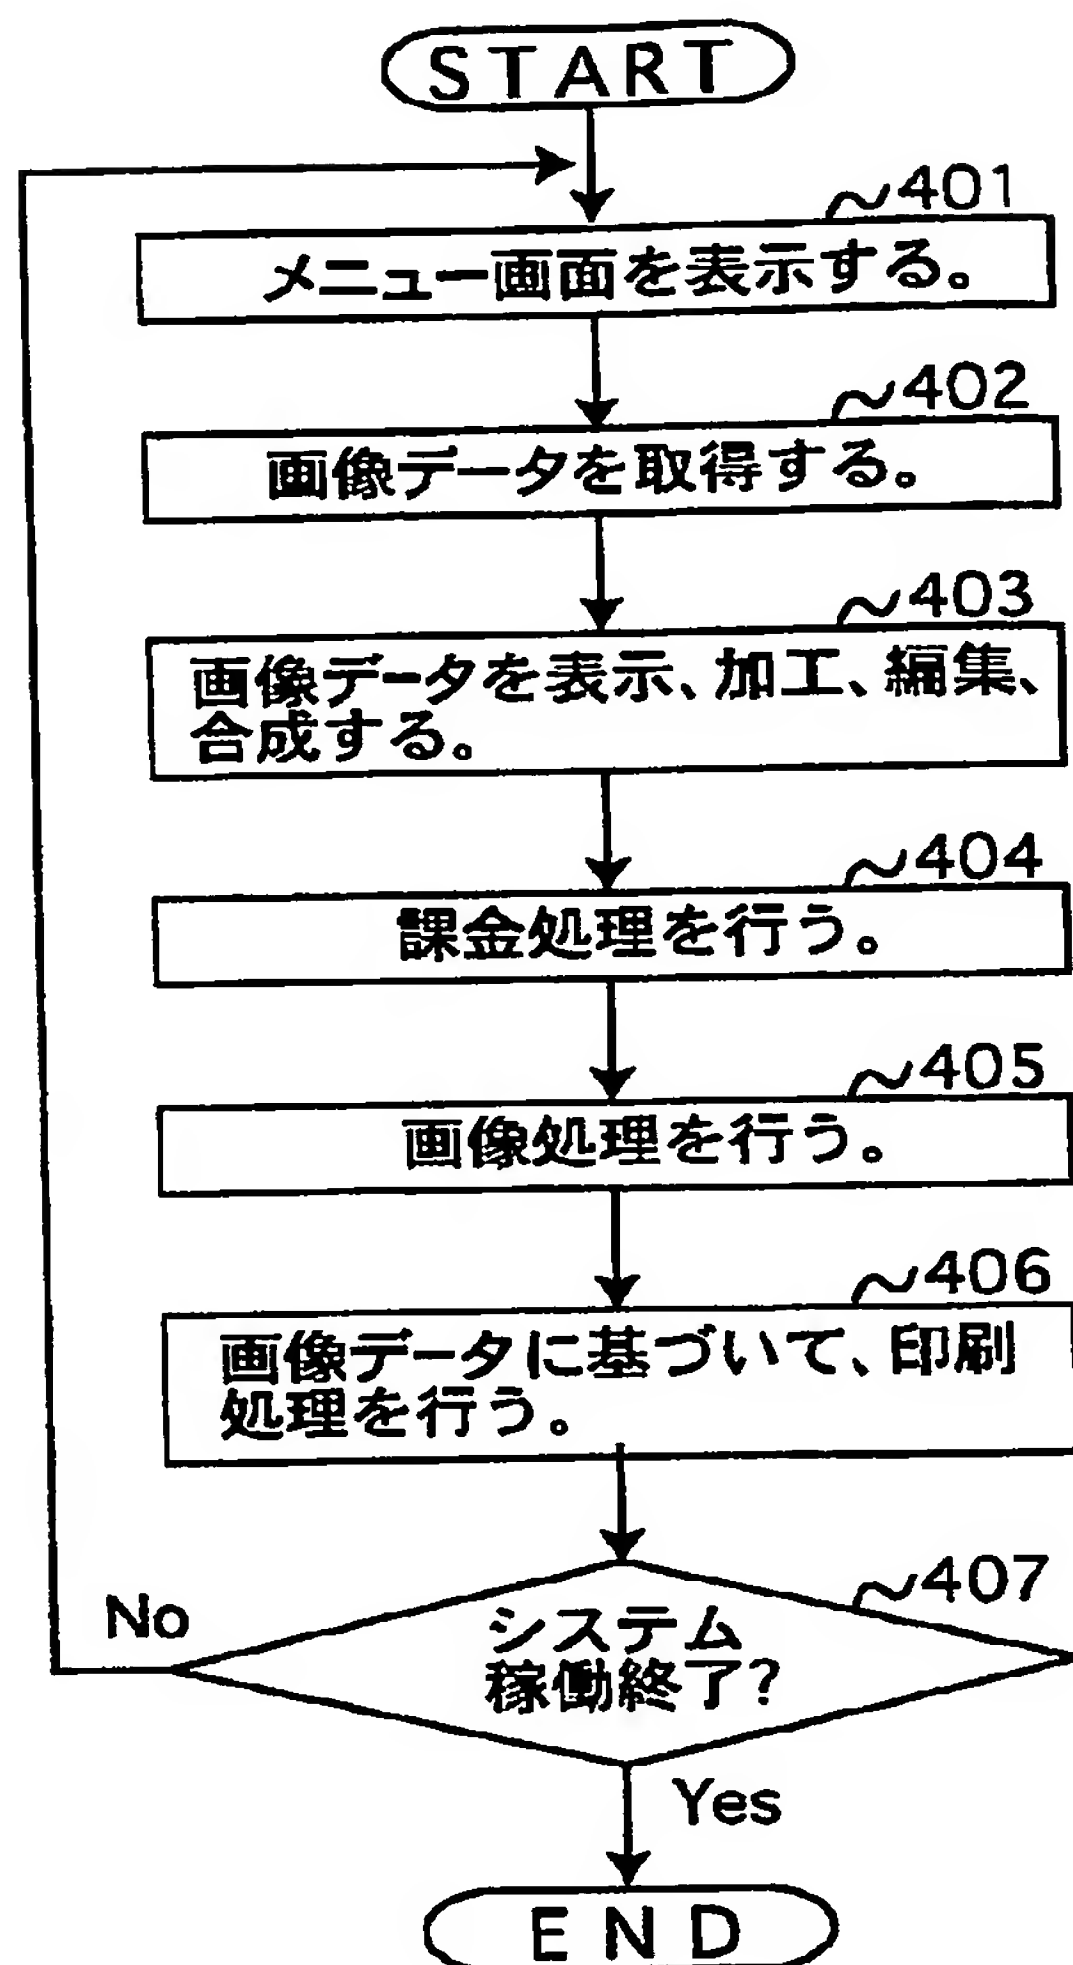 START
401
メニュー画面を表示する。
402
画像データを取得する。
403
画像データを表示、加工、編集、
合成する。
404
課金処理を行う。
405
画像処理を行う。
406
画像データに基づいて、印刷
処理を行う。
407
システム
稼働終了?
No
Yes
END